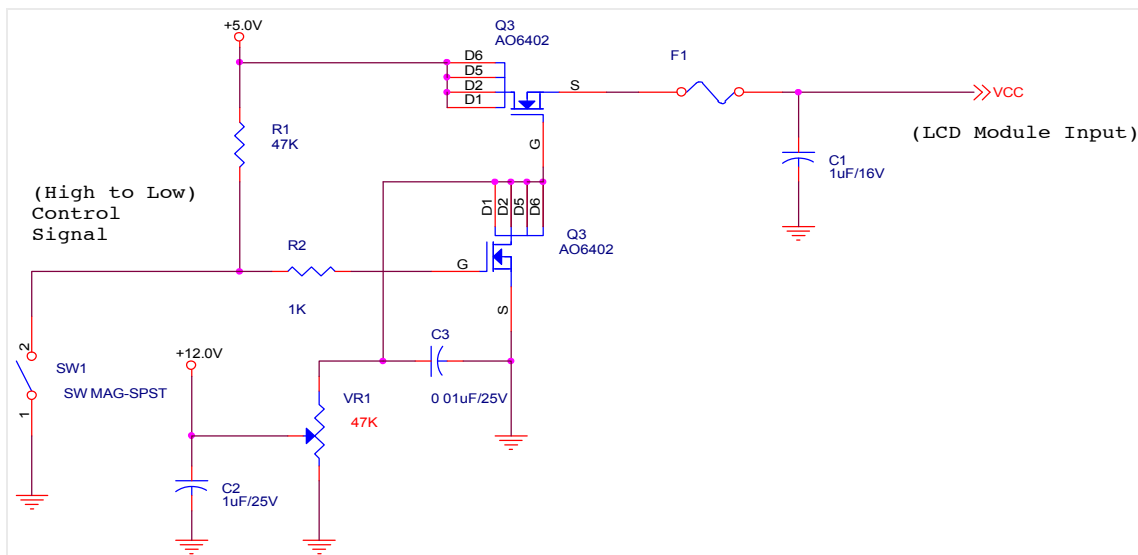 +5.0V
Q3
AO6402
D6
D5
D2
D1
S
G
F1
VCC
(LCD Module Input)
C1
1uF/16V
R1
47K
(High to Low)
Control
Signal
D1
D2
D5
D6
Q3
AO6402
R2
1K
G
S
SW1
SW MAG-SPST
2
1
+12.0V
C3
0 01uF/25V
VR1
47K
C2
1uF/25V